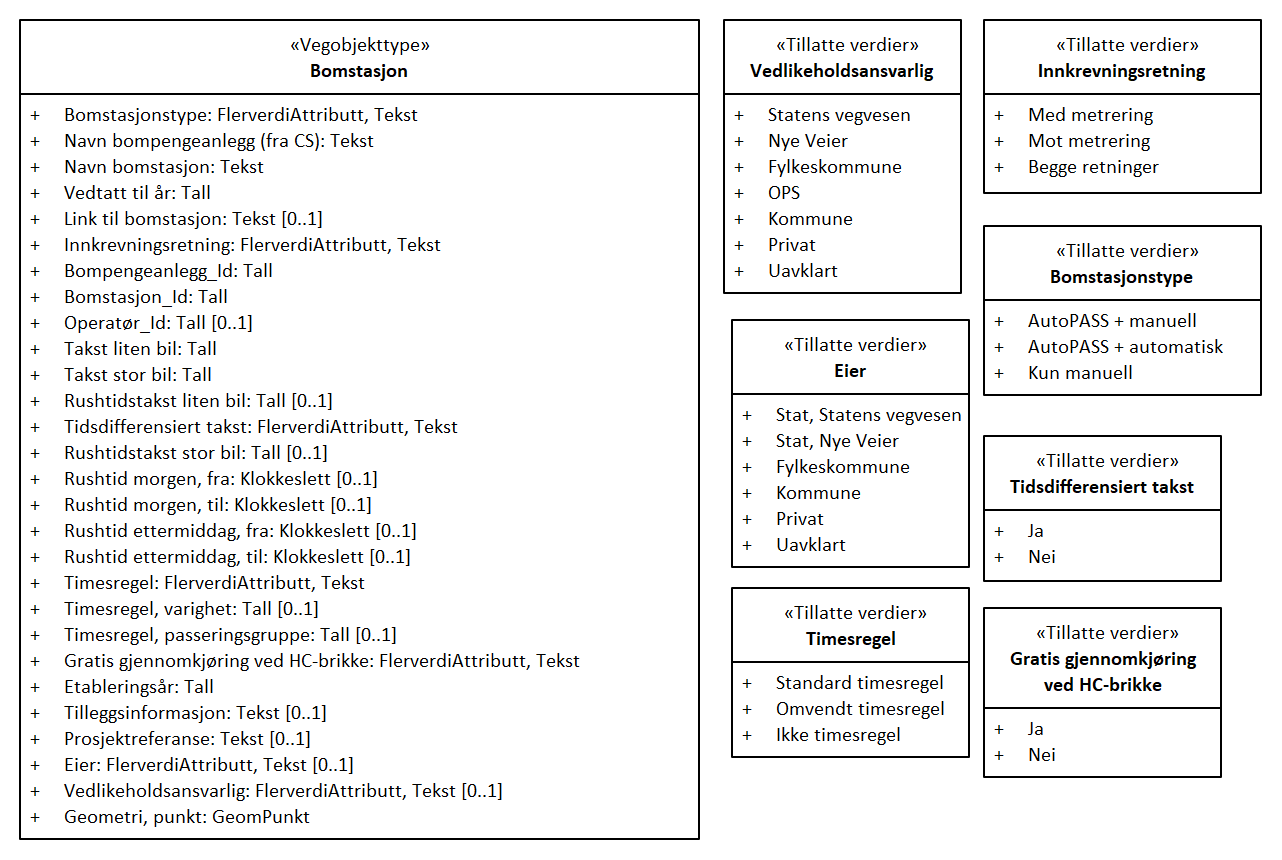 «Vegobjekttype»
Bomstasjon
+ Bomstasjonstype: FlerverdiAttributt, Tekst
+ Navn bompengeanlegg (fra CS): Tekst
+ Navn bomstasjon: Tekst
+ Vedtatt til år: Tall
+ Link til bomstasjon: Tekst [0..1]
+ Innkrevningsretning: FlerverdiAttributt, Tekst
+ Bompengeanlegg_Id: Tall
+ Bomstasjon_Id: Tall
+ Operatør_Id: Tall [0..1]
+ Takst liten bil: Tall
+ Takst stor bil: Tall
+ Rushtidstakst liten bil: Tall [0..1]
+ Tidsdifferensiert takst: FlerverdiAttributt, Tekst
+ Rushtidstakst stor bil: Tall [0..1]
+ Rushtid morgen, fra: Klokkeslett [0..1]
+ Rushtid morgen, til: Klokkeslett [0..1]
+ Rushtid ettermiddag, fra: Klokkeslett [0..1]
+ Rushtid ettermiddag, til: Klokkeslett [0..1]
+ Timesregel: FlerverdiAttributt, Tekst
+ Timesregel, varighet: Tall [0..1]
+ Timesregel, passeringsgruppe: Tall [0..1]
+ Gratis gjennomkjøring ved HC-brikke: FlerverdiAttributt, Tekst
+ Etableringsår: Tall
+ Tilleggsinformasjon: Tekst [0..1]
+ Prosjektreferanse: Tekst [0..1]
+ Eier: FlerverdiAttributt, Tekst [0..1]
+ Vedlikeholdsansvarlig: FlerverdiAttributt, Tekst [0..1]
+ Geometri, punkt: GeomPunkt
«Tillatte verdier»
Vedlikeholdsansvarlig
+ Statens vegvesen
+ Nye Veier
+ Fylkeskommune
+ OPS
+ Kommune
+ Privat
+ Uavklart
«Tillatte verdier»
Eier
+ Stat, Statens vegvesen
+ Stat, Nye Veier
+ Fylkeskommune
+ Kommune
+ Privat
+ Uavklart
«Tillatte verdier»
Timesregel
+ Standard timesregel
+ Omvendt timesregel
+ Ikke timesregel
«Tillatte verdier»
Innkrevningsretning
+ Med metrering
+ Mot metrering
+ Begge retninger
«Tillatte verdier»
Bomstasjonstype
+ AutoPASS + manuell
+ AutoPASS + automatisk
+ Kun manuell
«Tillatte verdier»
Tidsdifferensiert takst
+ Ja
+ Nei
«Tillatte verdier»
Gratis gjennomkjøring
ved HC-brikke
+ Ja
+ Nei